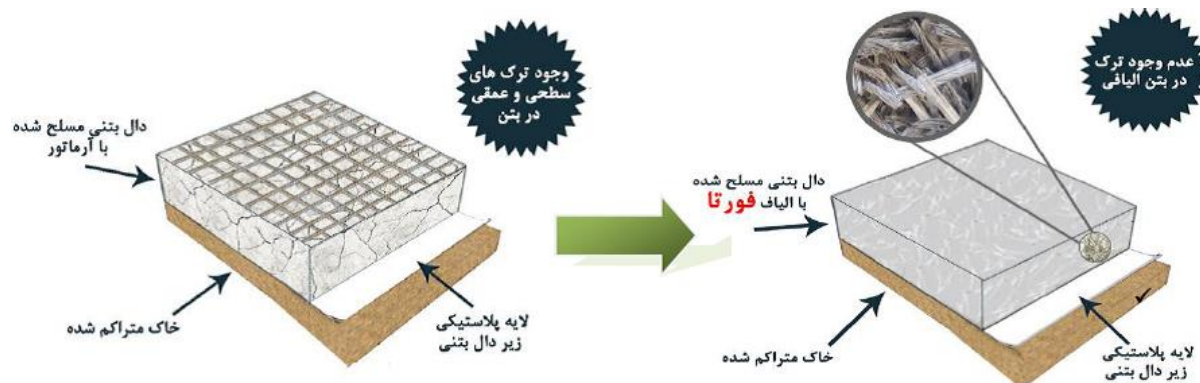 وجود ترک های
سطحی و عمقی
در بتن
دال بتنی مسلح شده
با آرماتور
خاک متراکم شده
لایه پلاستیکی
زیر دال بتنی
عدم وجود ترک
در بتن الیافی
دال بتنی مسلح شده
با الیاف فورتا
خاک متراکم شده
لایه پلاستیکی
زیر دال بتنی